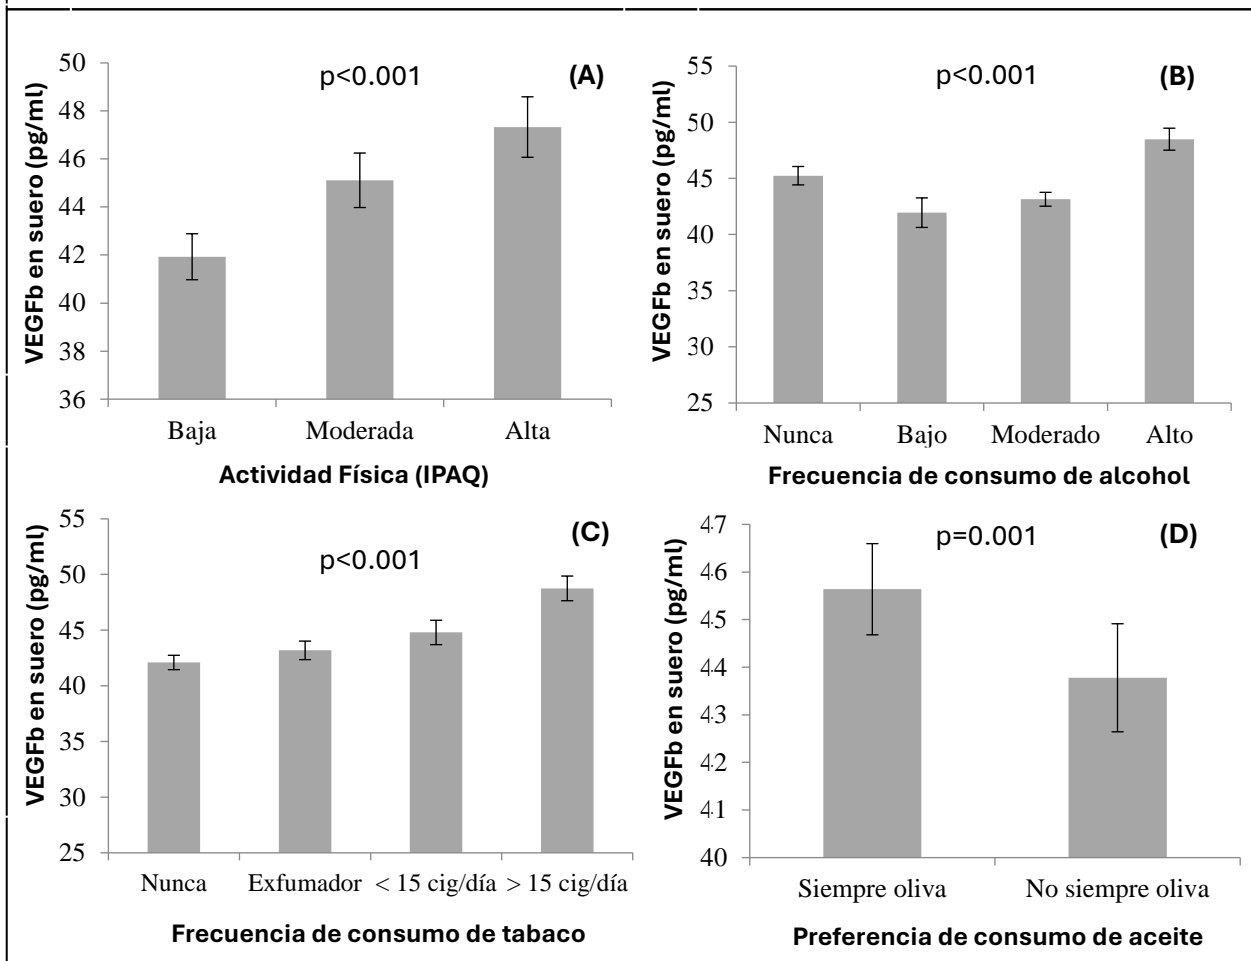 p<0.001
(A)
VEGFb en suero (pg/ml)
50
48
46
44
42
40
38
36
Baja Moderada Alta
Actividad Física (IPAQ)
p<0.001
(B)
VEGFb en suero (pg/ml)
55
50
45
40
35
30
25
Nunca Bajo Moderado Alto
Frecuencia de consumo de alcohol
p<0.001
(C)
VEGFb en suero (pg/ml)
55
50
45
40
35
30
25
Nunca Exfumador < 15 cig/día > 15 cig/día
Frecuencia de consumo de tabaco
p=0.001
(D)
VEGFb en suero (pg/ml)
47
46
45
44
43
42
41
40
Siempre oliva No siempre oliva
Preferencia de consumo de aceite